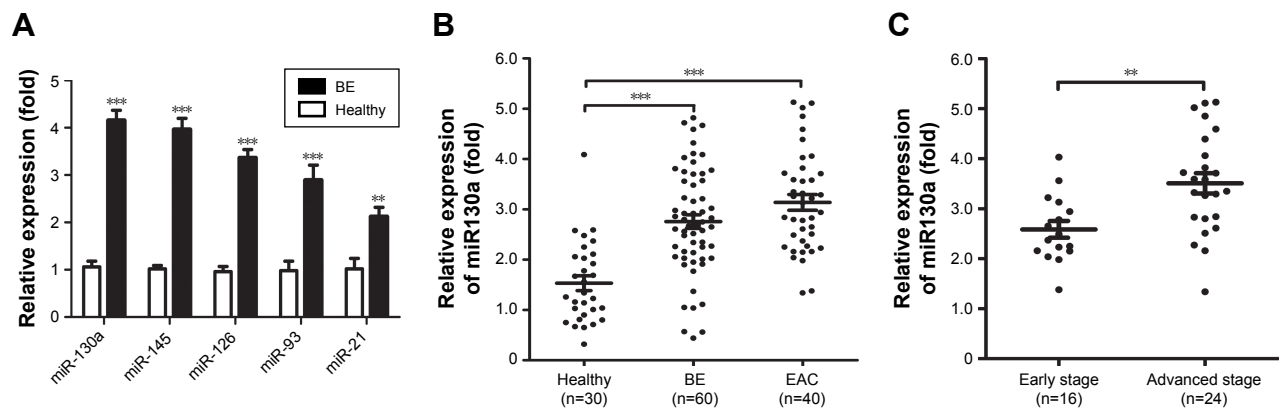 A
Relative expression (fold)
5
4
3
2
1
0
BE
Healthy
***
***
***
***
**
miR-130a
miR-145
miR-126
miR-93
miR-21
B
Relative expression
of miR130a (fold)
6.0
5.0
4.0
3.0
2.0
1.0
0
***
***
Healthy
(n=30)
BE
(n=60)
EAC
(n=40)
C
Relative expression
of miR130a (fold)
6.0
5.0
4.0
3.0
2.0
1.0
0
**
Early stage
(n=16)
Advanced stage
(n=24)